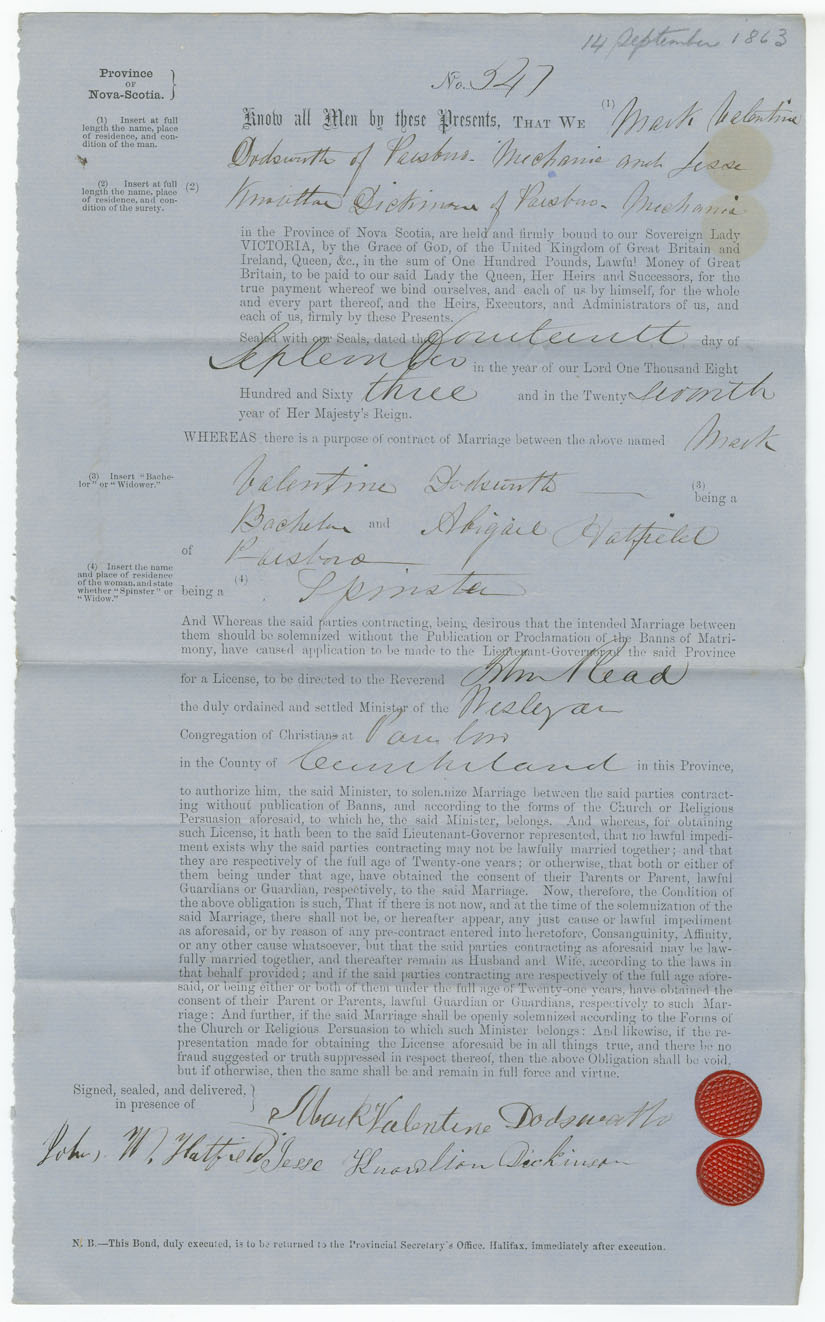 14 September 1863
Province
OF
Nova-Scotia.
No. 347
(1) Insert at full
length the name, place
of residence, and con-
dition of the man.
Know all Men by these Presents, THAT WE (1) Mark Valentine
Dodsworth of Parsboro. Mechanic and Jesse
(2) Insert at full
length the name, place
of residence, and con-
dition of the surety.
(2) Knowlton Dickinson of Parsboro. Mechanic
in the Province of Nova Scotia, are held and firmly bound to our Sovereign Lady
VICTORIA, by the Grace of GOD, of the United Kingdom of Great Britain and
Ireland, Queen, &c., in the sum of One Hundred Pounds, Lawful Money of Great
Britain, to be paid to our said Lady the Queen, Her Heirs and Successors, for the
true payment whereof we bind ourselves, and each of us by himself, for the whole
and every part thereof, and the Heirs, Executors, and Administrators of us, and
each of us, firmly by these Presents.
Sealed with our Seals, dated the fourteenth day of
September in the year of our Lord One Thousand Eight
Hundred and Sixty three and in the Twenty seventh
year of Her Majesty's Reign.
WHEREAS there is a purpose of contract of Marriage between the above named Mark
(3) Insert "Bache-
lor" or "Widower."
Valentine Dodsworth (3) being a
Bachelor and Abigail Hatfield
of Parsboro
(4) Insert the name
and place of residence
of the woman, and state
whether "Spinster" or
"Widow."
being a (4) Spinster
And Whereas the said parties contracting, being desirous that the intended Marriage between
them should be solemnized without the Publication or Proclamation of the Banns of Matri-
mony, have caused application to be made to the Lieutenant-Governor of the said Province
for a License, to be directed to the Reverend John Read
the duly ordained and settled Minister of the Wesleyan
Congregation of Christians at Parsboro
in the County of Cumberland in this Province,
to authorize him, the said Minister, to solemnize Marriage between the said parties contract-
ing without publication of Banns, and according to the forms of the Church or Religious
Persuasion aforesaid, to which he, the said Minister, belongs. And whereas, for obtaining
such License, it hath been to the said Lieutenant-Governor represented, that no lawful impedi-
ment exists why the said parties contracting may not be lawfully married together; and that
they are respectively of the full age of Twenty-one years; or otherwise, that both or either of
them being under that age, have obtained the consent of their Parents or Parent, lawful
Guardians or Guardian, respectively, to the said Marriage. Now, therefore, the Condition of
the above obligation is such, That if there is not now, and at the time of the solemnization of the
said Marriage, there shall not be, or hereafter appear, any just cause or lawful impediment
as aforesaid, or by reason of any pre-contract entered into heretofore, Consanguinity, Affinity,
or any other cause whatsoever, but that the said parties contracting as aforesaid may be law-
fully married together, and thereafter remain as Husband and Wife, according to the laws in
that behalf provided; and if the said parties contracting are respectively of the full age afore-
said, or being either or both of them under the full age of Twenty-one years, have obtained the
consent of their Parent or Parents, lawful Guardian or Guardians, respectively to such Mar-
riage: And further, if the said Marriage shall be openly solemnized according to the Forms of
the Church or Religious Persuasion to which such Minister belongs: And likewise, if the re-
presentation made for obtaining the License aforesaid be in all things true, and there be no
fraud suggested or truth suppressed in respect thereof, then the above Obligation shall be void,
but if otherwise, then the same shall be and remain in full force and virtue.
Signed, sealed, and delivered,
in presence of
Mark Valentine Dodsworth
John W. Hatfield Jesse Knowlton Dickinson
N. B.—This Bond, duly executed, is to be returned to the Provincial Secretary's Office, Halifax, immediately after execution.